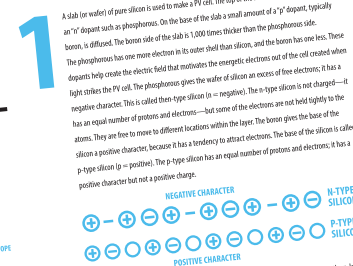 1
A slab (or wafer) of pure silicon is used to make a PV cell. The top of the
an "n" dopant such as phosphorous. On the base of the slab a small amount of a "p" dopant, typically
boron, is diffused. The boron side of the slab is 1,000 times thicker than the phosphorous side.
The phosphorous has one more electron in its outer shell than silicon, and the boron has one less. These
dopants help create the electric field that motivates the energetic electrons out of the cell created when
light strikes the PV cell. The phosphorous gives the wafer of silicon an excess of free electrons; it has a
negative character. This is called then-type silicon (n = negative). The n-type silicon is not charged—it
has an equal number of protons and electrons—but some of the electrons are not held tightly to the
atoms. They are free to move to different locations within the layer. The boron gives the base of the
silicon a positive character, because it has a tendency to attract electrons. The base of the silicon is called
p-type silicon (p = positive). The p-type silicon has an equal number of protons and electrons; it has a
positive character but not a positive charge.
NEGATIVE CHARACTER
N-TYPE
SILICO
P-TYP
SILICO
POSITIVE CHARACTER
OPE